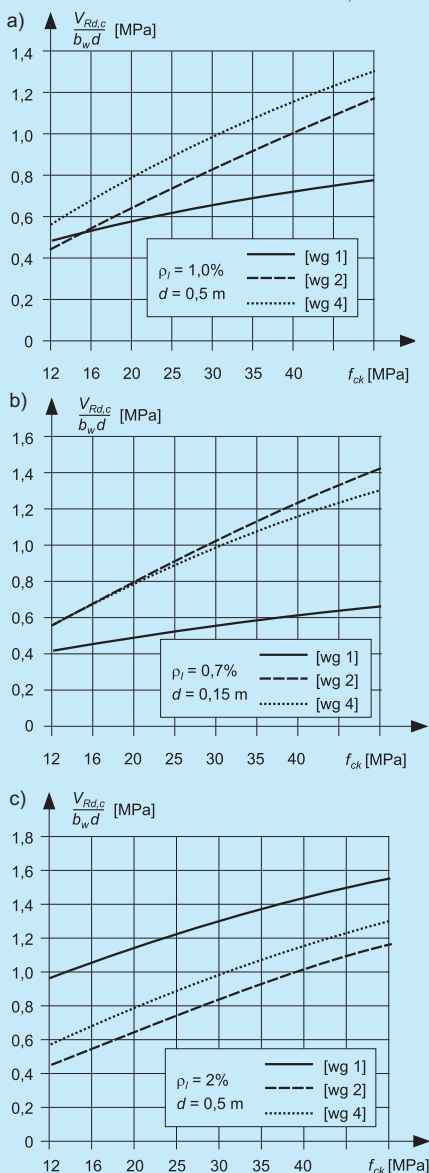 a)
V_Rd,c / b_w d [MPa]
1,4
1,2
1,0
0,8
0,6
0,4
0,2
0
ρ_l = 1,0%
d = 0,5 m
[wg 1]
[wg 2]
[wg 4]
12 16 20 25 30 35 40 f_ck [MPa]
b)
V_Rd,c / b_w d [MPa]
1,6
1,4
1,2
1,0
0,8
0,6
0,4
0,2
0
ρ_l = 0,7%
d = 0,15 m
[wg 1]
[wg 2]
[wg 4]
12 16 20 25 30 35 40 f_ck [MPa]
c)
V_Rd,c / b_w d [MPa]
1,8
1,6
1,4
1,2
1,0
0,8
0,6
0,4
0,2
0
ρ_l = 2%
d = 0,5 m
[wg 1]
[wg 2]
[wg 4]
12 16 20 25 30 35 40 f_ck [MPa]